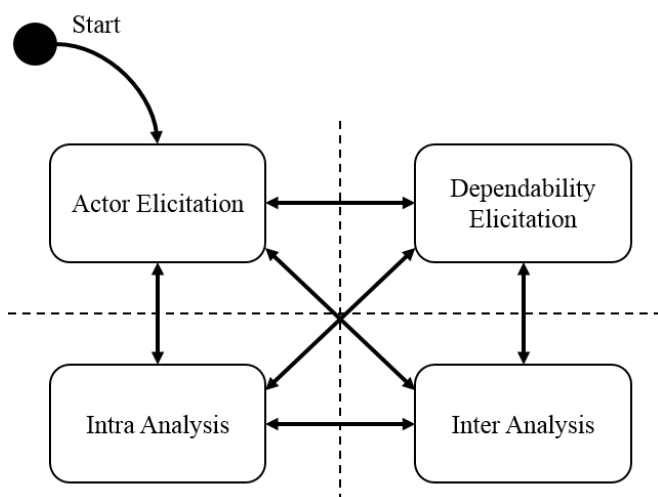 Start
Actor Elicitation
Dependability
Elicitation
Intra Analysis
Inter Analysis